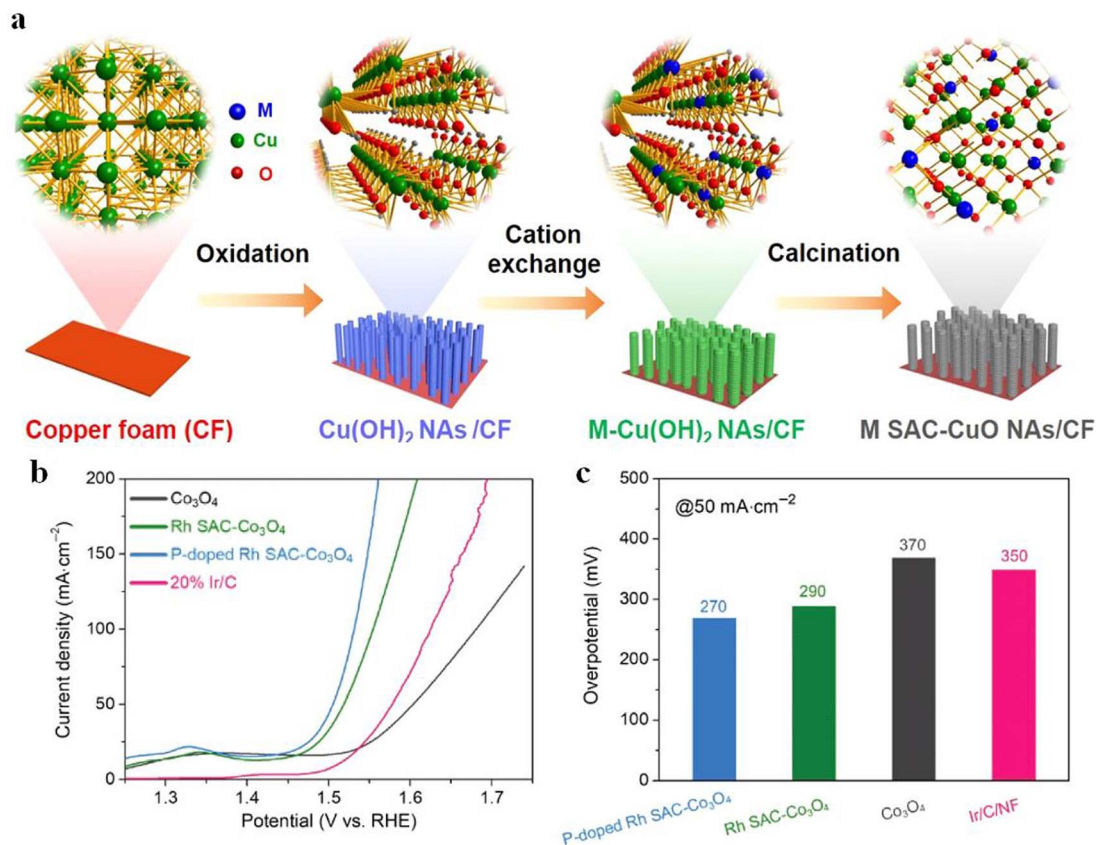 a
M
Cu
O
Oxidation
Cation
exchange
Calcination
Copper foam (CF)
Cu(OH)₂ NAs /CF
M-Cu(OH)₂ NAs/CF
M SAC-CuO NAs/CF
b
Current density (mA·cm⁻²)
200
150
100
50
0
Co₃O₄
Rh SAC-Co₃O₄
P-doped Rh SAC-Co₃O₄
20% Ir/C
1.3 1.4 1.5 1.6 1.7
Potential (V vs. RHE)
c
Overpotential (mV)
500
400
300
200
100
0
@50 mA·cm⁻²
270
290
370
350
P-doped Rh SAC-Co₃O₄
Rh SAC-Co₃O₄
Co₃O₄
Ir/C/NF